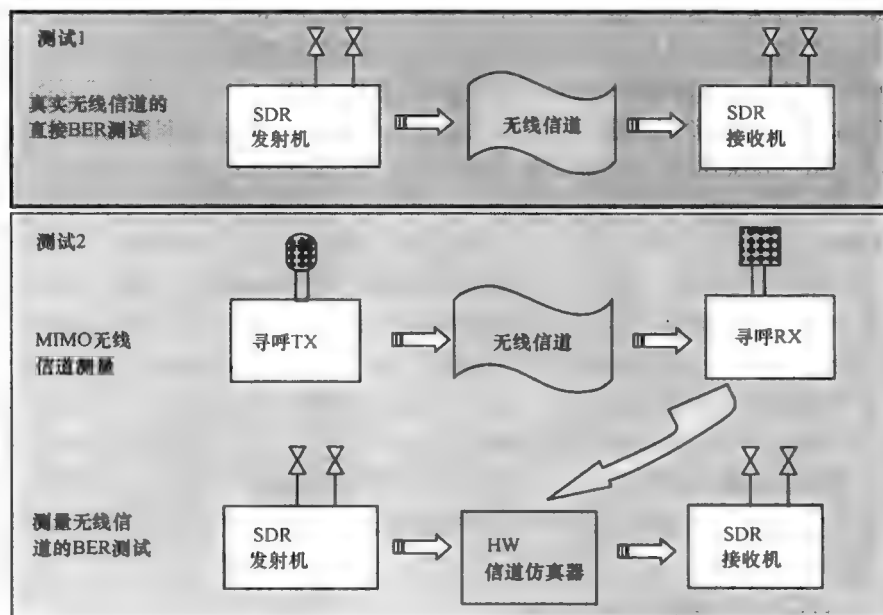 测试1
真实无线信道的
直接BER测试
SDR
发射机
无线信道
SDR
接收机
测试2
MIMO无线
信道测量
寻呼TX
无线信道
寻呼RX
测量无线信
道的BER测试
SDR
发射机
HW
信道仿真器
SDR
接收机